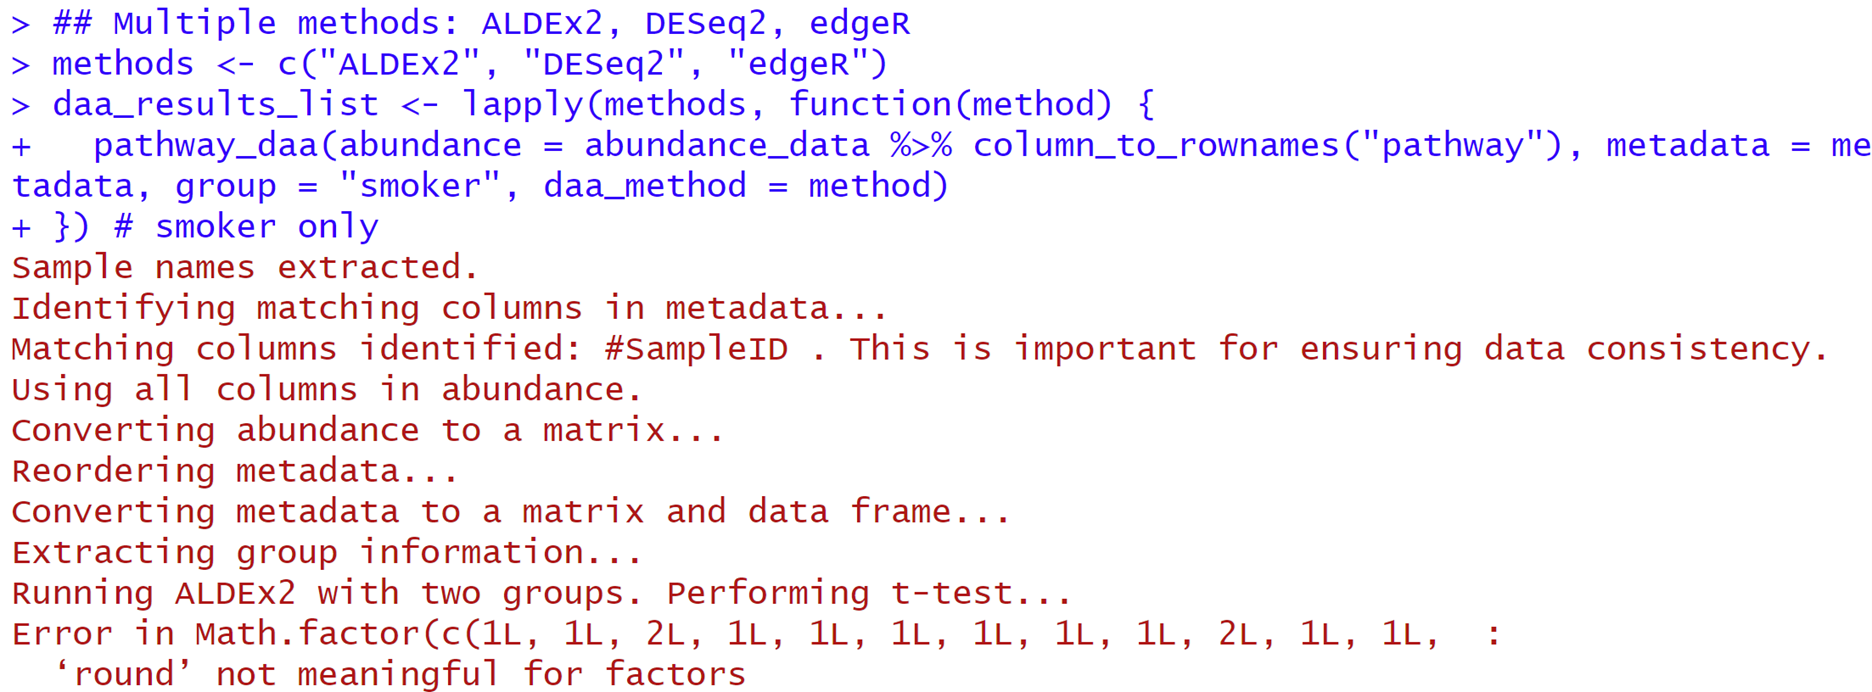 > ## Multiple methods: ALDEx2, DESeq2, edgeR
> methods <- c("ALDEx2", "DESeq2", "edgeR")
> daa_results_list <- lapply(methods, function(method) {
+   pathway_daa(abundance = abundance_data %>% column_to_rownames("pathway"), metadata = me
tadata, group = "smoker", daa_method = method)
+ }) # smoker only
Sample names extracted.
Identifying matching columns in metadata...
Matching columns identified: #SampleID . This is important for ensuring data consistency.
Using all columns in abundance.
Converting abundance to a matrix...
Reordering metadata...
Converting metadata to a matrix and data frame...
Extracting group information...
Running ALDEx2 with two groups. Performing t-test...
Error in Math.factor(c(1L, 1L, 2L, 1L, 1L, 1L, 1L, 1L, 1L, 2L, 1L, 1L,  :
  ‘round’ not meaningful for factors